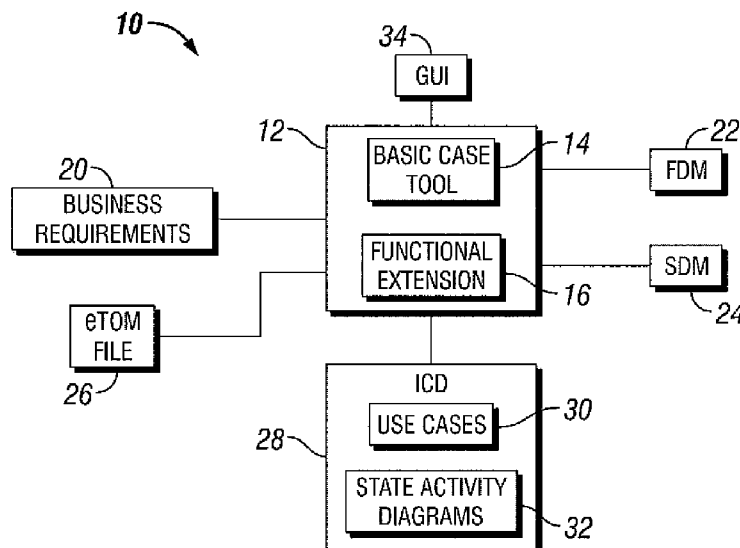 10
34
GUI
12
BASIC CASE
TOOL
14
22
FDM
20
BUSINESS
REQUIREMENTS
FUNCTIONAL
EXTENSION
16
SDM
24
eTOM
FILE
26
ICD
28
USE CASES
30
STATE ACTIVITY
DIAGRAMS
32